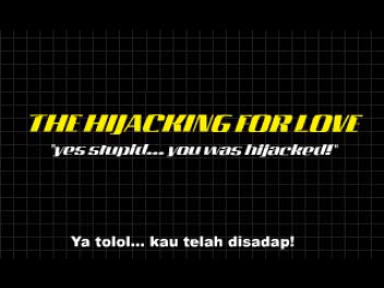 THE HIJACKING FOR LOVE
"yes stupid... you was hijacked!"
Ya tolol... kau telah disadap!